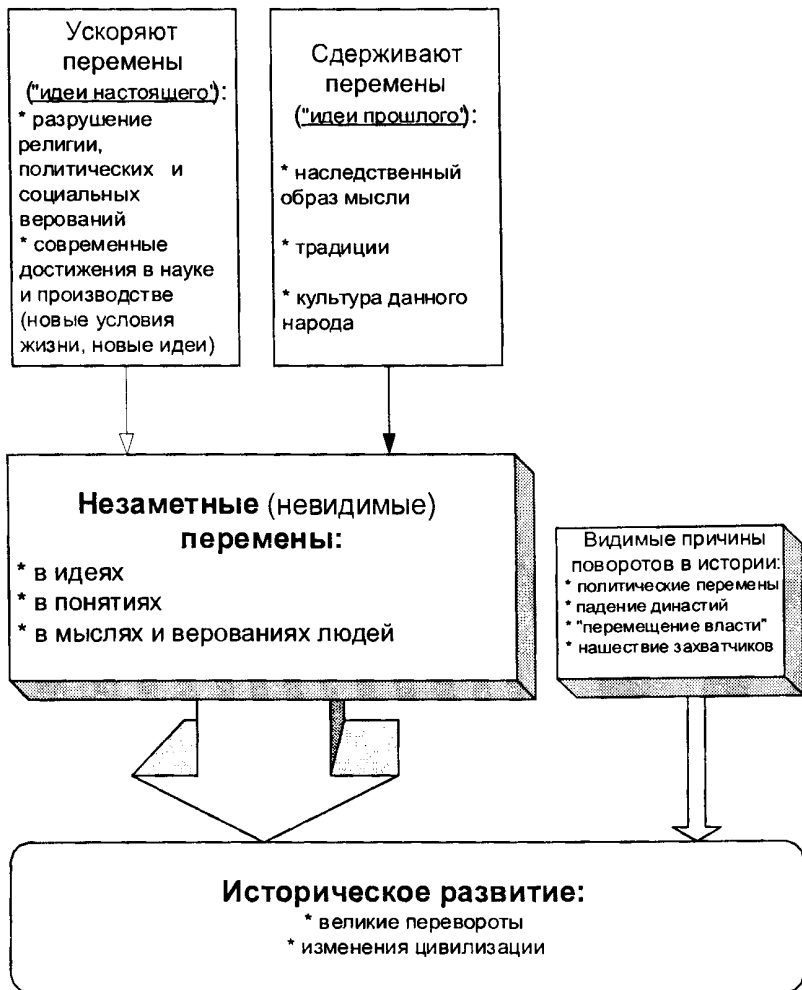 Ускоряют
перемены
("идеи настоящего"):
* разрушение
религии,
политических и
социальных
верований
* современные
достижения в науке
и производстве
(новые условия
жизни, новые идеи)
Сдерживают
перемены
("идеи прошлого"):
* наследственный
образ мысли
* традиции
* культура данного
народа
Незаметные (невидимые)
перемены:
* в идеях
* в понятиях
* в мыслях и верованиях людей
Видимые причины
поворотов в истории:
* политические перемены
* падение династий
* "перемещение власти"
* нашествие захватчиков
Историческое развитие:
* великие перевороты
* изменения цивилизации